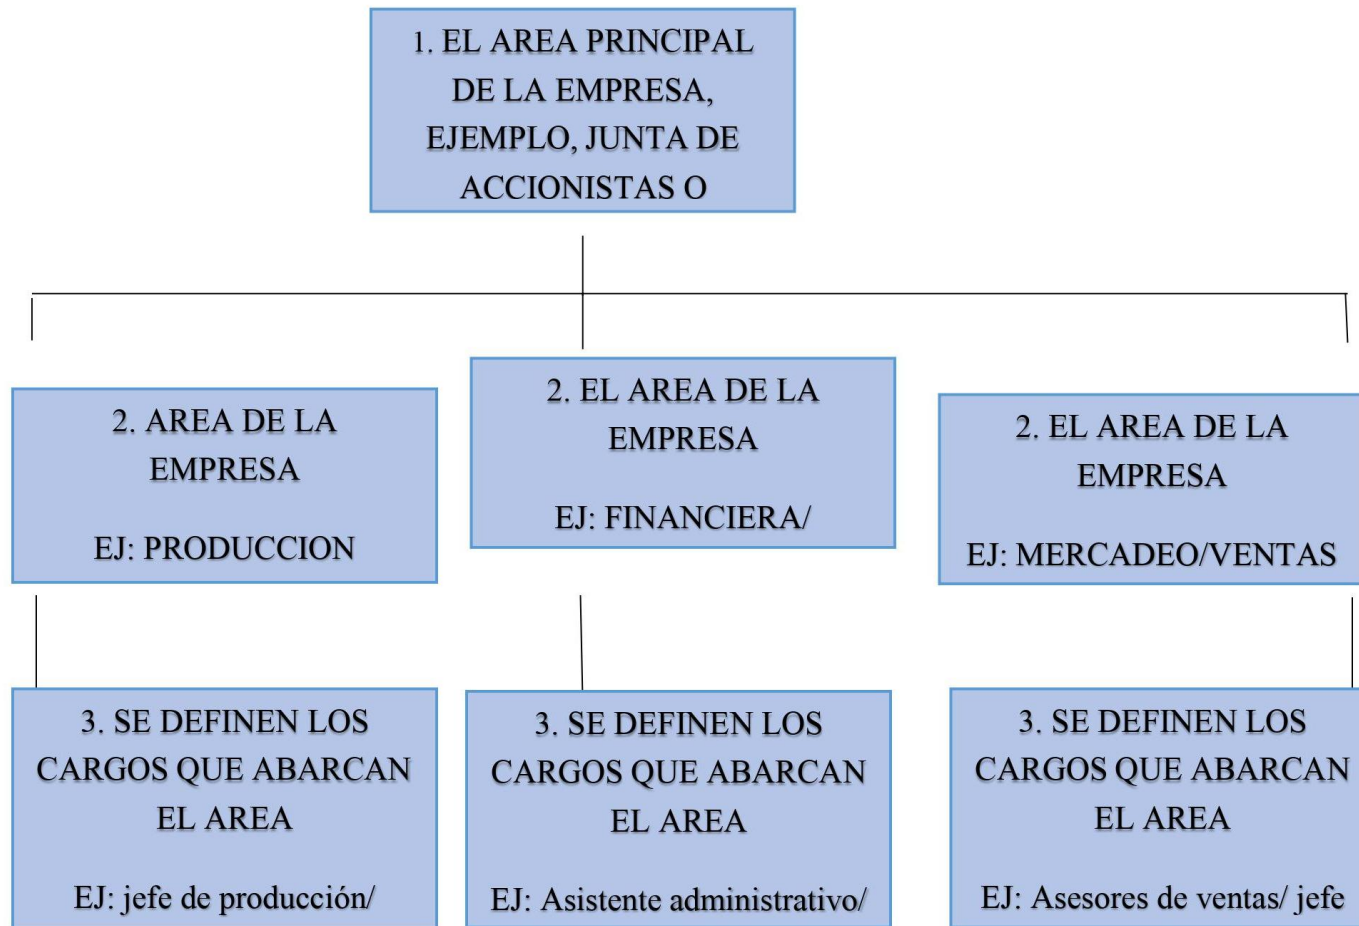 1. EL AREA PRINCIPAL
DE LA EMPRESA,
EJEMPLO, JUNTA DE
ACCIONISTAS O
2. AREA DE LA
EMPRESA
EJ: PRODUCCION
2. EL AREA DE LA
EMPRESA
EJ: FINANCIERA/
2. EL AREA DE LA
EMPRESA
EJ: MERCADEO/VENTAS
3. SE DEFINEN LOS
CARGOS QUE ABARCAN
EL AREA
EJ: jefe de producción/
3. SE DEFINEN LOS
CARGOS QUE ABARCAN
EL AREA
EJ: Asistente administrativo/
3. SE DEFINEN LOS
CARGOS QUE ABARCAN
EL AREA
EJ: Asesores de ventas/ jefe